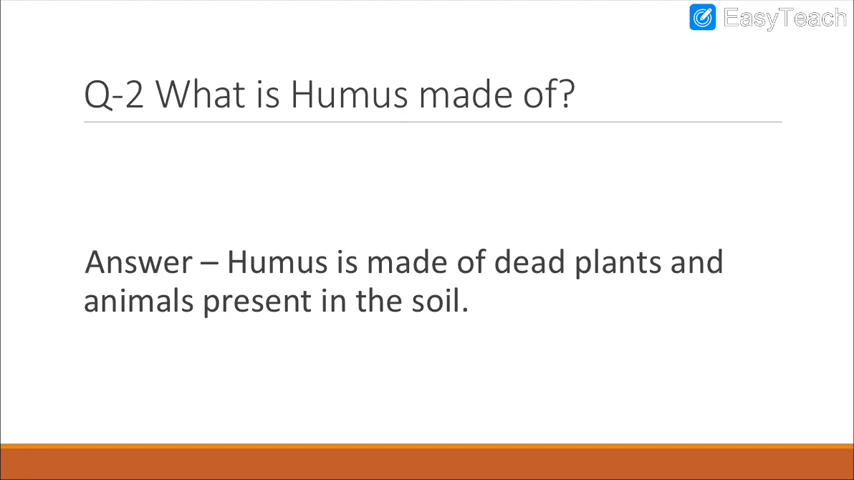 EasyTeach
Q-2 What is Humus made of?
Answer – Humus is made of dead plants and
animals present in the soil.